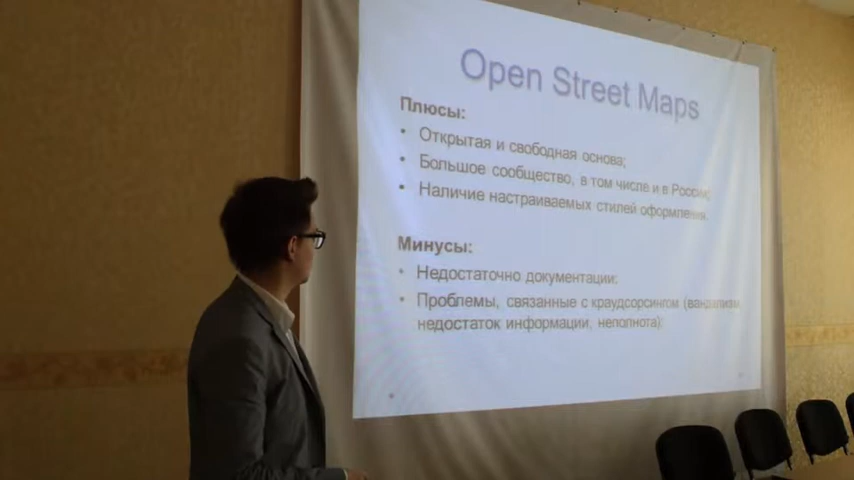 Open Street Maps
Плюсы:
• Открытая и свободная основа;
• Большое сообщество, в том числе и в России;
• Наличие настраиваемых стилей оформления.
Минусы:
• Недостаточно документации;
• Проблемы, связанные с краудсорсингом (вандализм,
недостаток информации, неполнота);